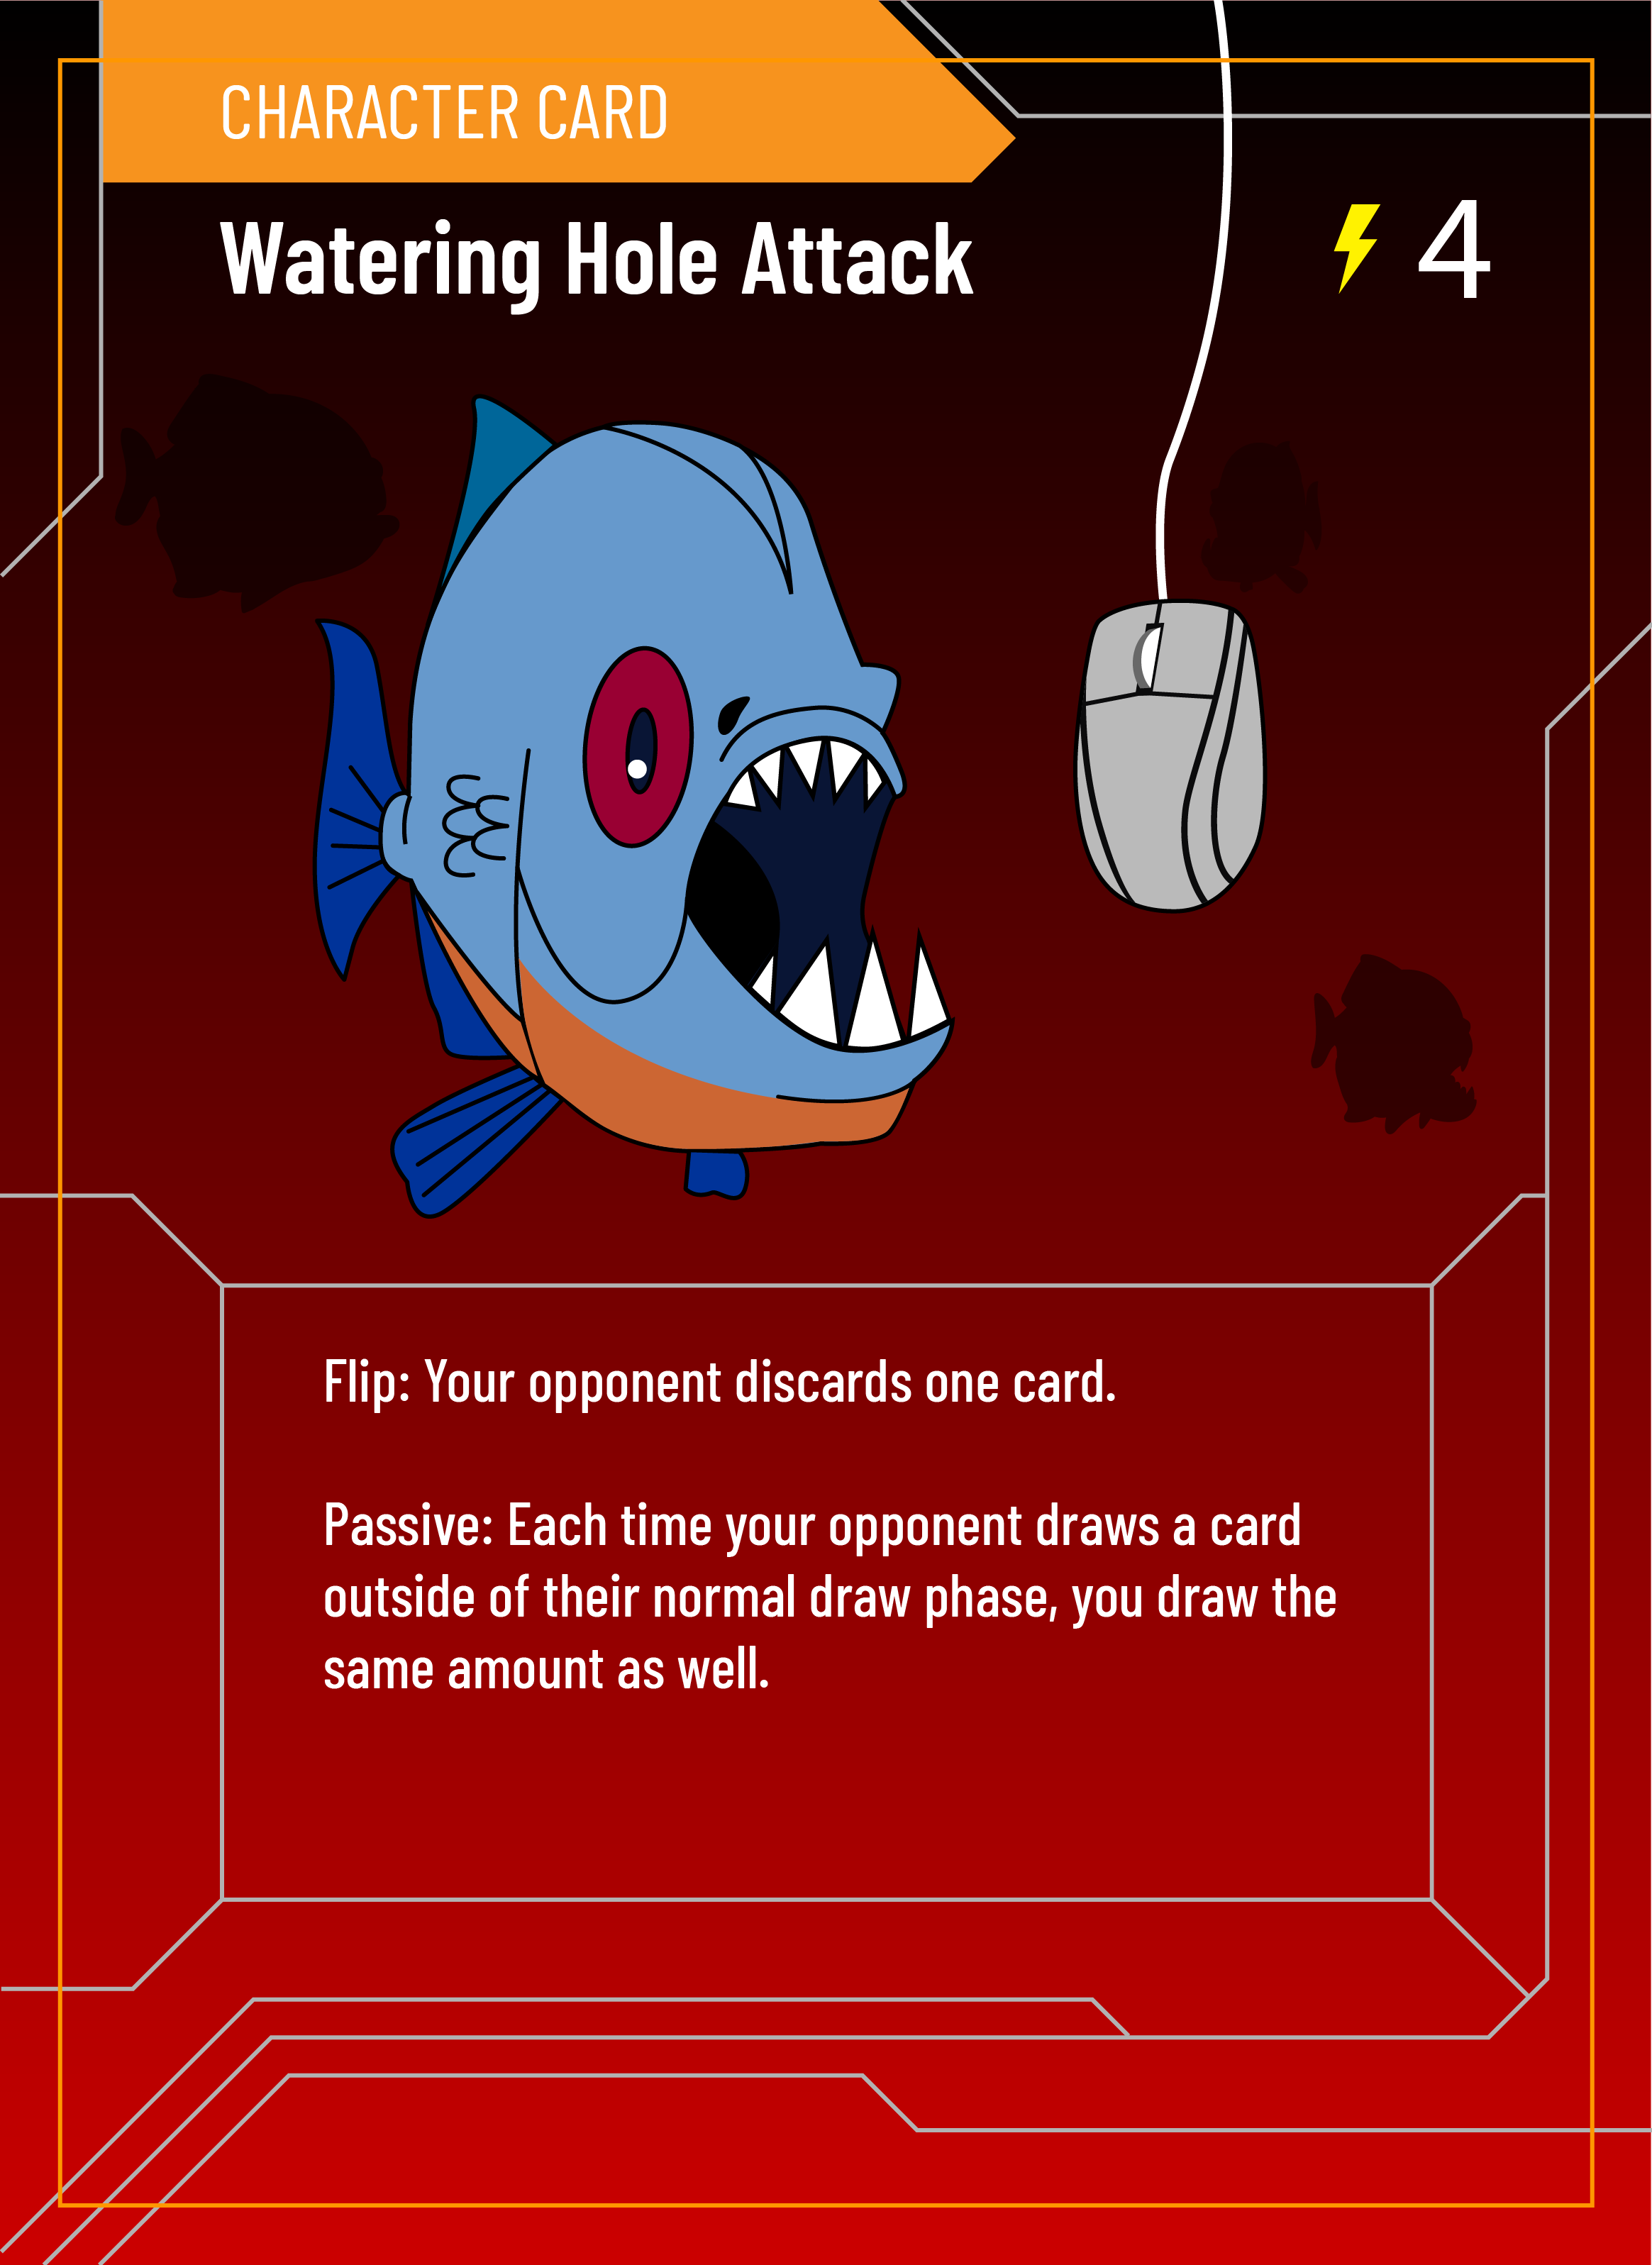 CHARACTER CARD
Watering Hole Attack
4
Flip: Your opponent discards one card.
Passive: Each time your opponent draws a card
outside of their normal draw phase, you draw the
same amount as well.